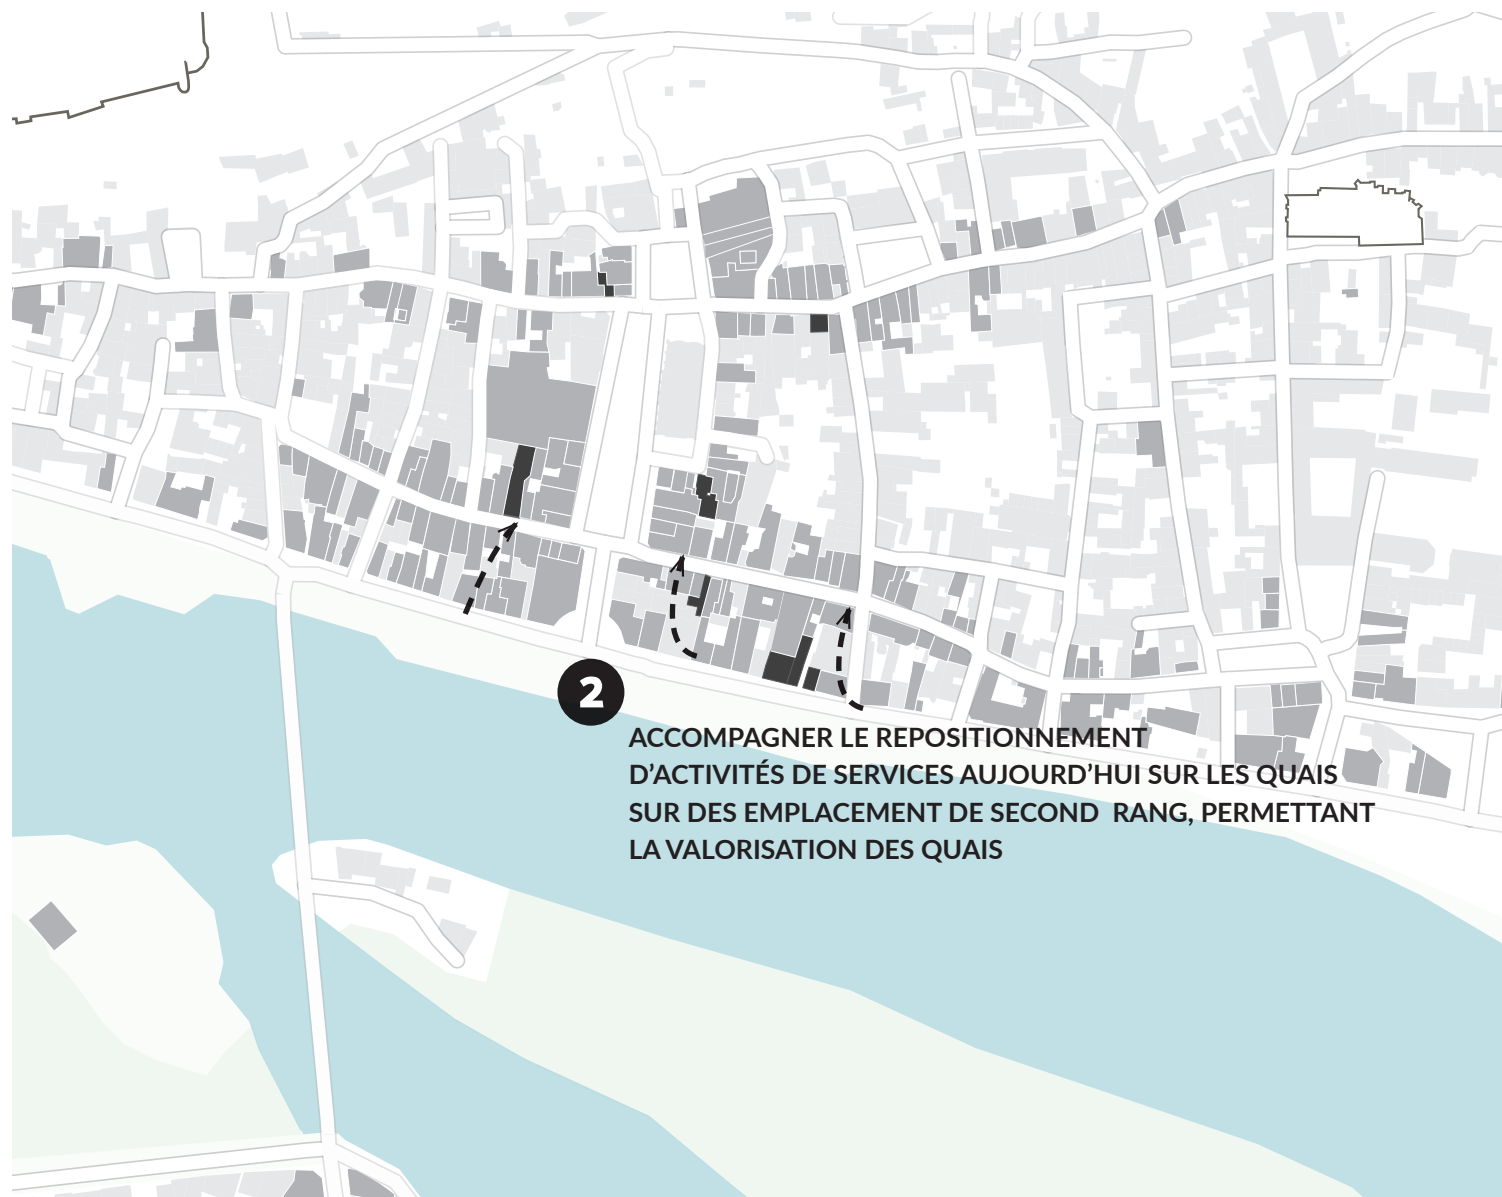 2
ACCOMPAGNER LE REPOSITIONNEMENT
D'ACTIVITÉS DE SERVICES AUJOURD'HUI SUR LES QUAIS
SUR DES EMPLACEMENT DE SECOND  RANG, PERMETTANT
LA VALORISATION DES QUAIS